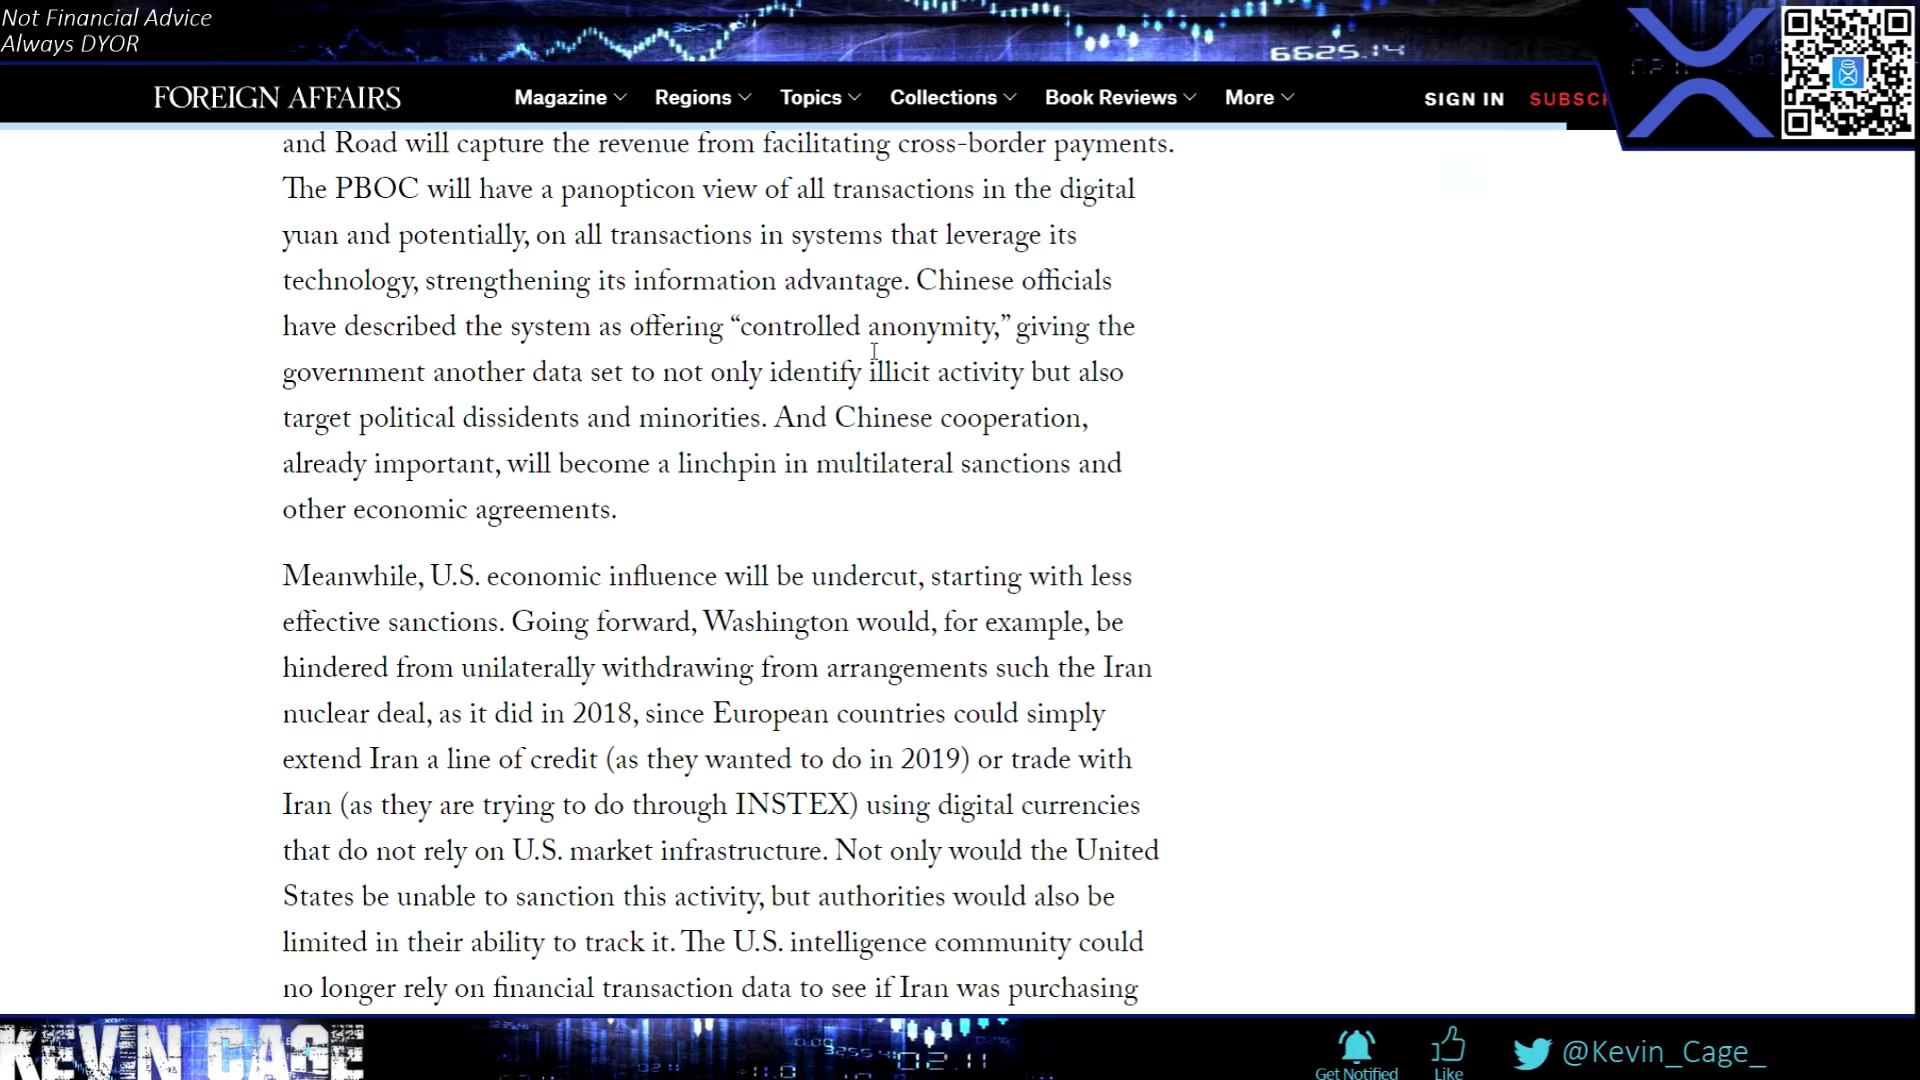 Not Financial Advice
Always DYOR
6625.14
FOREIGN AFFAIRS
Magazine
Regions
Topics
Collections
Book Reviews
More
SIGN IN
SUBSC
and Road will capture the revenue from facilitating cross-border payments.
The PBOC will have a panopticon view of all transactions in the digital
yuan and potentially, on all transactions in systems that leverage its
technology, strengthening its information advantage. Chinese officials
have described the system as offering “controlled anonymity,” giving the
government another data set to not only identify illicit activity but also
target political dissidents and minorities. And Chinese cooperation,
already important, will become a linchpin in multilateral sanctions and
other economic agreements.
Meanwhile, U.S. economic influence will be undercut, starting with less
effective sanctions. Going forward, Washington would, for example, be
hindered from unilaterally withdrawing from arrangements such the Iran
nuclear deal, as it did in 2018, since European countries could simply
extend Iran a line of credit (as they wanted to do in 2019) or trade with
Iran (as they are trying to do through INSTEX) using digital currencies
that do not rely on U.S. market infrastructure. Not only would the United
States be unable to sanction this activity, but authorities would also be
limited in their ability to track it. The U.S. intelligence community could
no longer rely on financial transaction data to see if Iran was purchasing
KEVIN CAGE
02.11
Get Notified
Like
@Kevin_Cage_